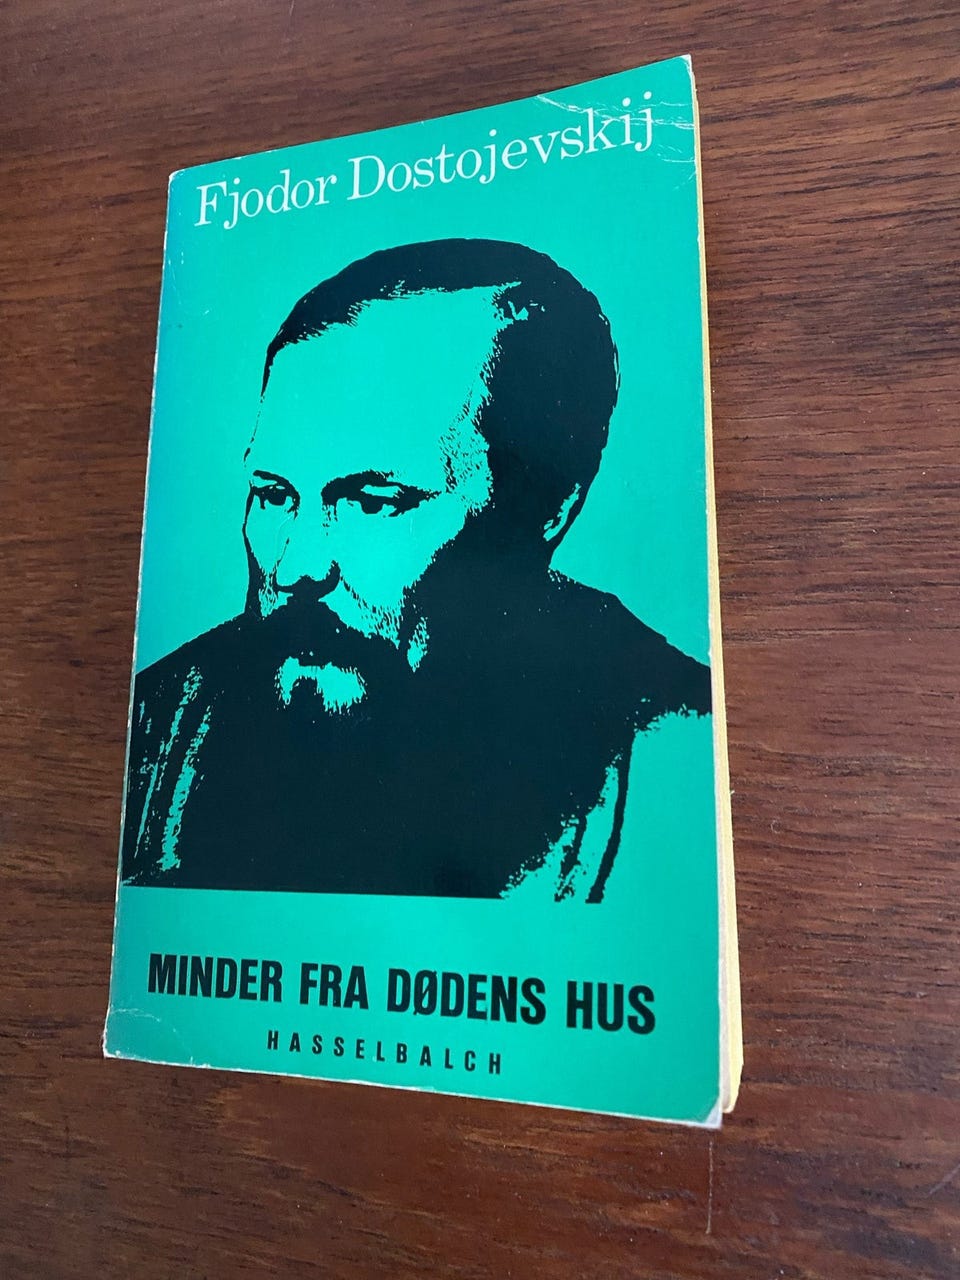 Fjodor Dostojevskij
MINDER FRA DØDENS HUS
HASSELBALCH